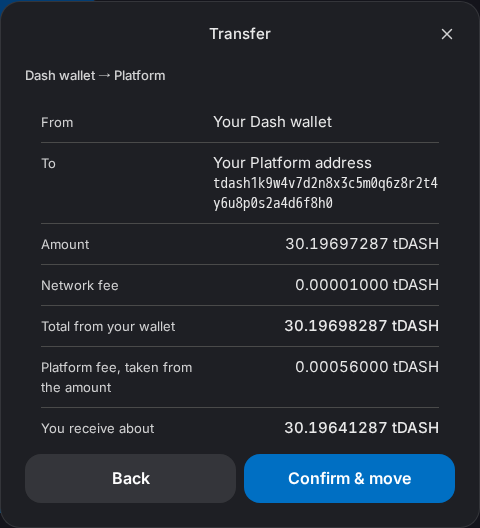 Transfer
Dash wallet → Platform
From
Your Dash wallet
To
Your Platform address
tdash1k9w4v7d2n8x3c5m0q6z8r2t4
y6u8p0s2a4d6f8h0
Amount
30.19697287 tDASH
Network fee
0.00001000 tDASH
Total from your wallet
30.19698287 tDASH
Platform fee, taken from
the amount
0.00056000 tDASH
You receive about
30.19641287 tDASH
Back
Confirm & move